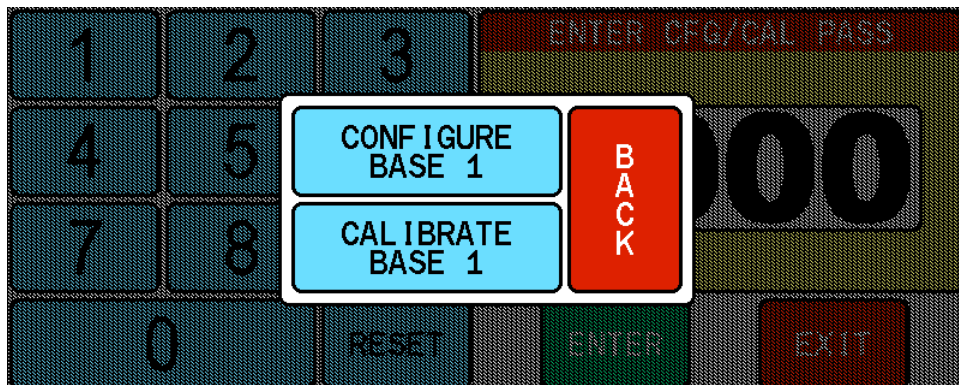 1 2 3
ENTER CFG/CAL PASS
4 5
000
7 8
0
RESET
ENTER
EXIT
CONFIGURE
BASE 1
CALIBRATE
BASE 1
BACK